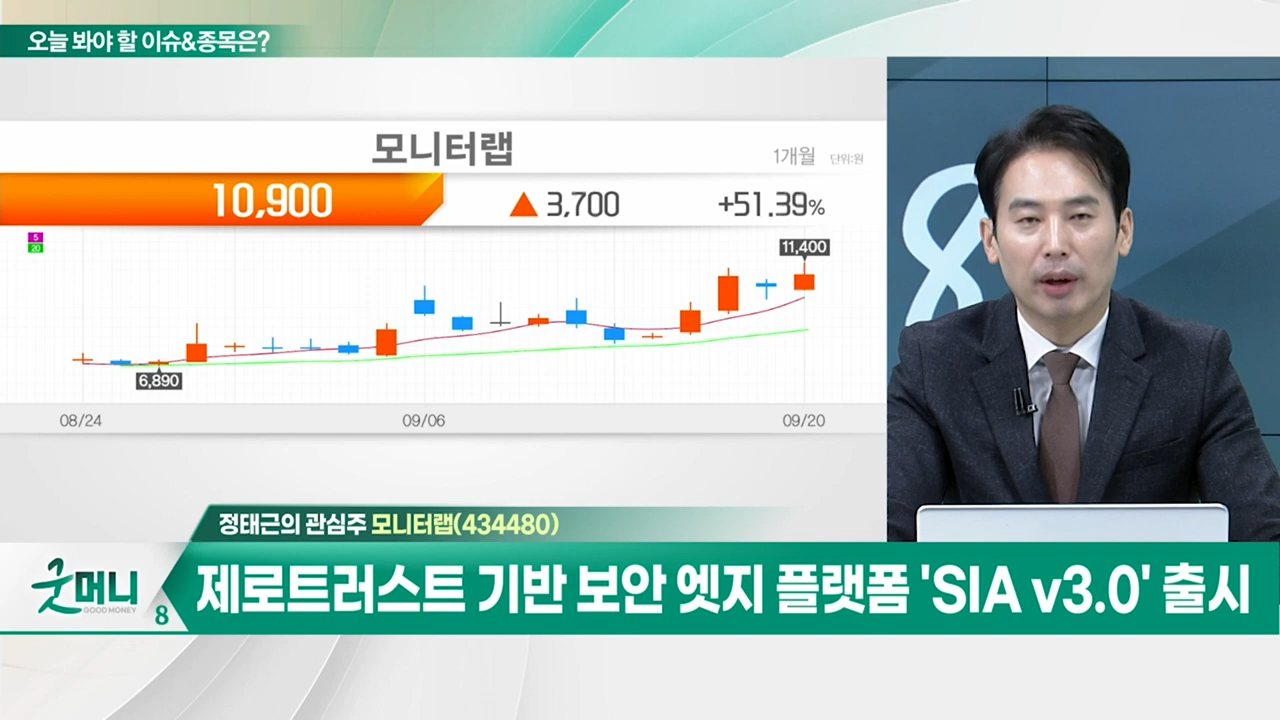 오늘 봐야 할 이슈&종목은?
모니터랩
1개월 단위:원
10,900 ▲ 3,700 +51.39%
5
20
11,400
6,890
08/24 09/06 09/20
8
정태근의 관심주 모니터랩(434480)
굿머니
GOOD MONEY
8
제로트러스트 기반 보안 엣지 플랫폼 'SIA v3.0' 출시